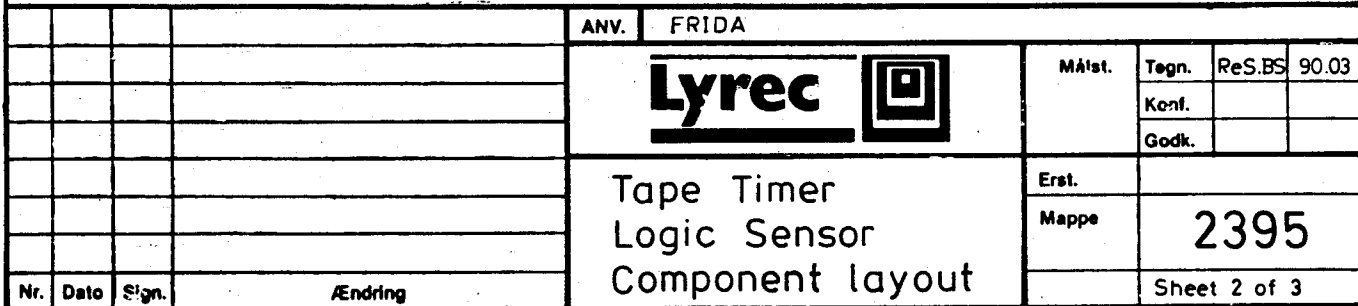 ANV. FRIDA
Lyrec
Målst. Tegn. ReS.BS 90.03
Konf.
Godk.
Tape Timer
Logic Sensor
Component layout
Erst.
Mappe 2395
Sheet 2 of 3
Nr. Dato Sign. Ændring